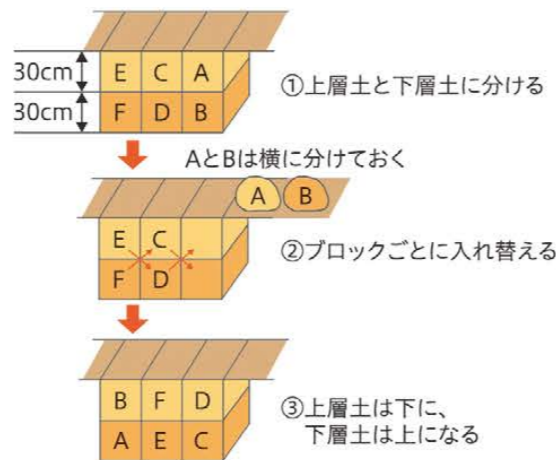 30cm
E C A
①上層土と下層土に分ける
30cm
F D B
AとBは横に分けておく
A B
E C
②ブロックごとに入れ替える
F D
B F D
③上層土は下に、
A E C
下層土は上になる